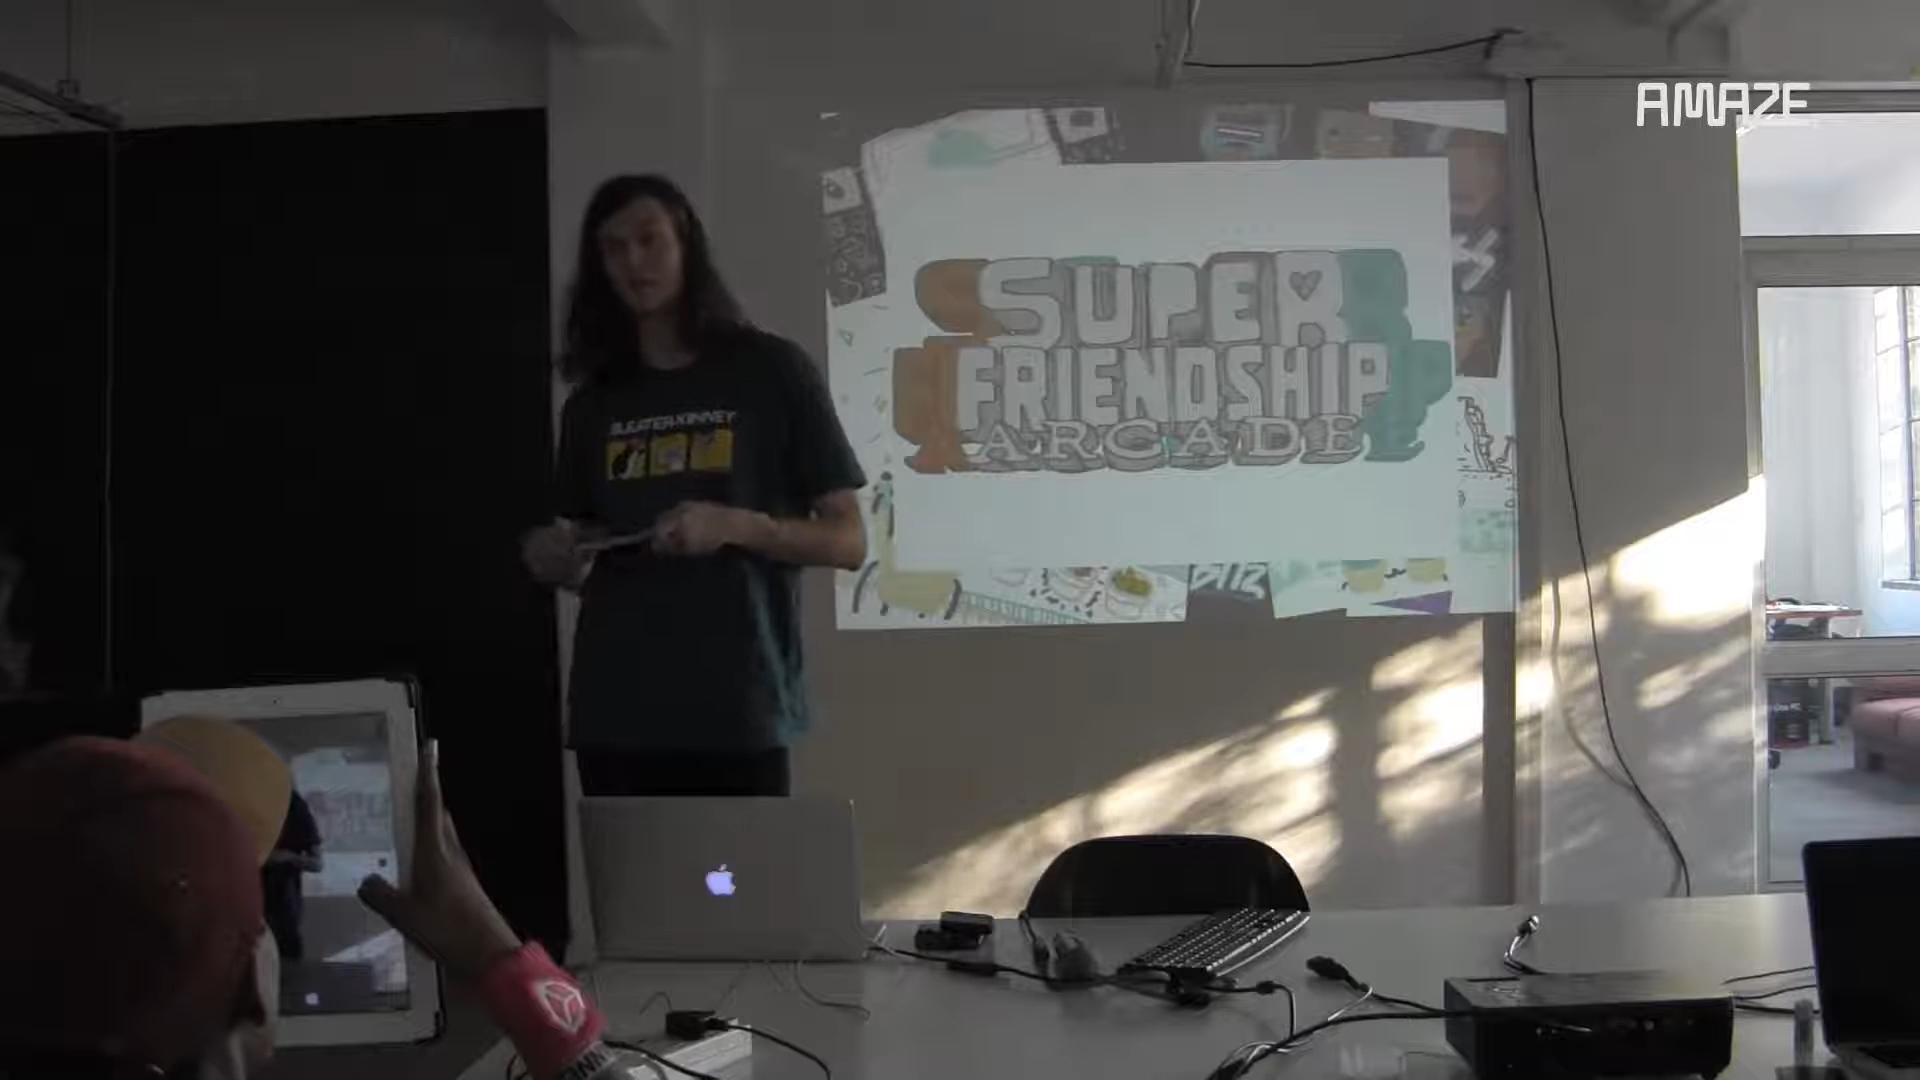 AMAZE
SUPER
FRIENDSHIP
ARCADE
SLEATER-KINNEY